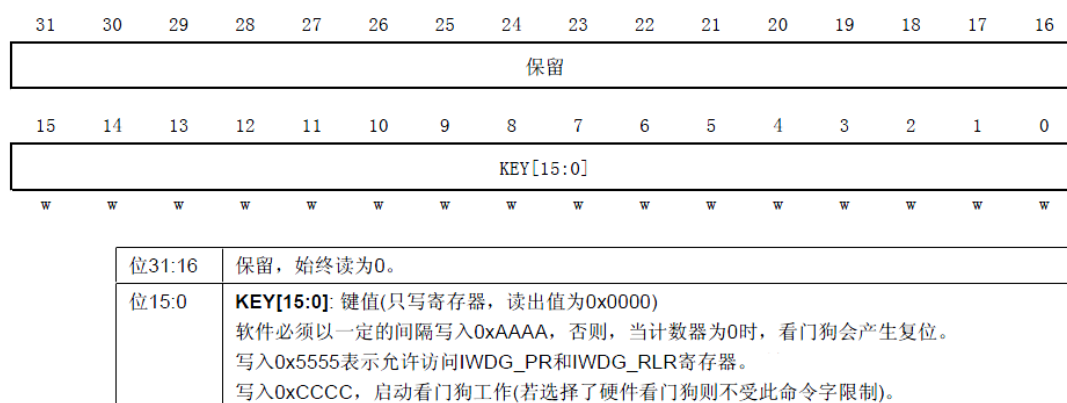 31 30 29 28 27 26 25 24 23 22 21 20 19 18 17 16
保留
15 14 13 12 11 10 9 8 7 6 5 4 3 2 1 0
KEY[15:0]
w w w w w w w w w w w w w w w w
位31:16 保留，始终读为0。
位15:0 KEY[15:0]: 键值(只写寄存器，读出值为0x0000)
软件必须以一定的间隔写入0xAAAA，否则，当计数器为0时，看门狗会产生复位。
写入0x5555表示允许访问IWDG_PR和IWDG_RLR寄存器。
写入0xCCCC，启动看门狗工作(若选择了硬件看门狗则不受此命令字限制)。